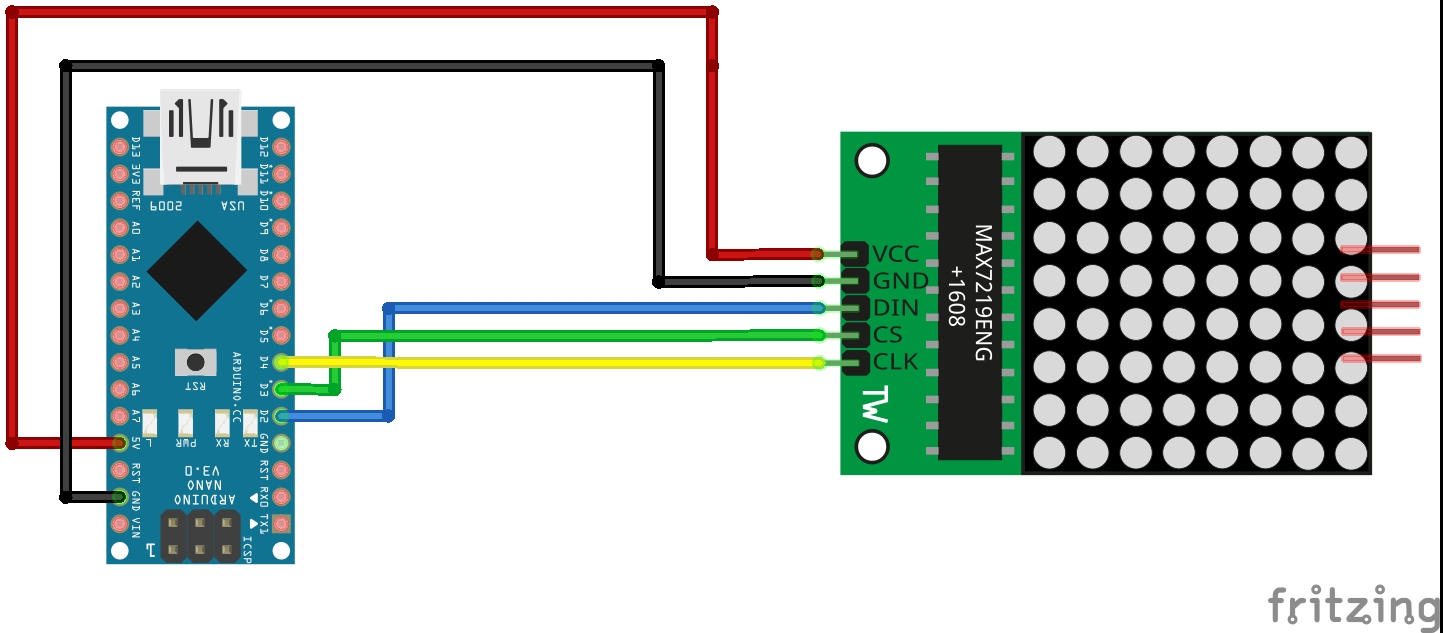 D13
3V3
REF
A0
A1
A2
A3
A4
A5
A6
A7
5V
RST
GND
VIN
D12
D11
D10
D9
D8
D7
D6
D5
D4
D3
D2
GND
RST
RX0
TX1
2009
USA
RST
ARDUINO.CC
L
PWR
RX
TX
ARDUINO
NANO
V3.0
1
ICSP
VCC
GND
DIN
CS
CLK
TW
MAX7219ENG
+1608
fritzing